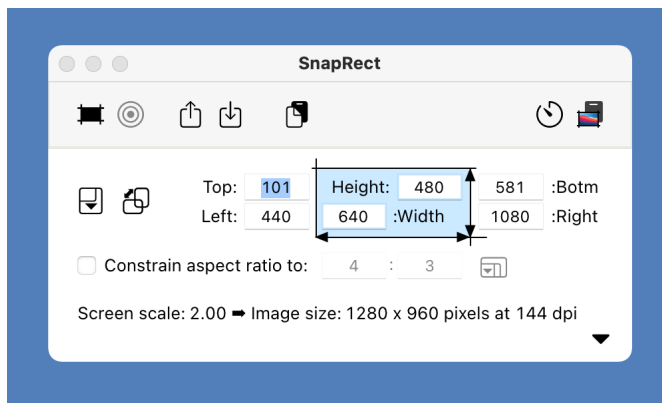 SnapRect
Top: 101 Height: 480 581 :Botm
Left: 440 640 :Width 1080 :Right
Constrain aspect ratio to: 4 : 3
Screen scale: 2.00 ➡ Image size: 1280 x 960 pixels at 144 dpi